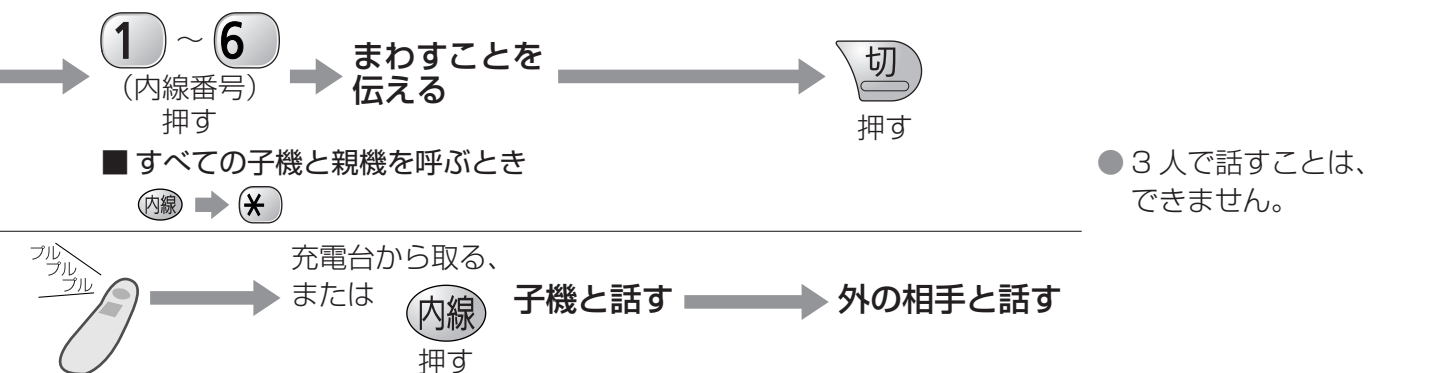 1 ~ 6
(内線番号)
押す
まわすことを
伝える
切
押す
■ すべての子機と親機を呼ぶとき
内線 ➡ ＊
● 3 人で話すことは、
できません。
プル
プル
プル
充電台から取る、
または
内線
押す
子機と話す
外の相手と話す